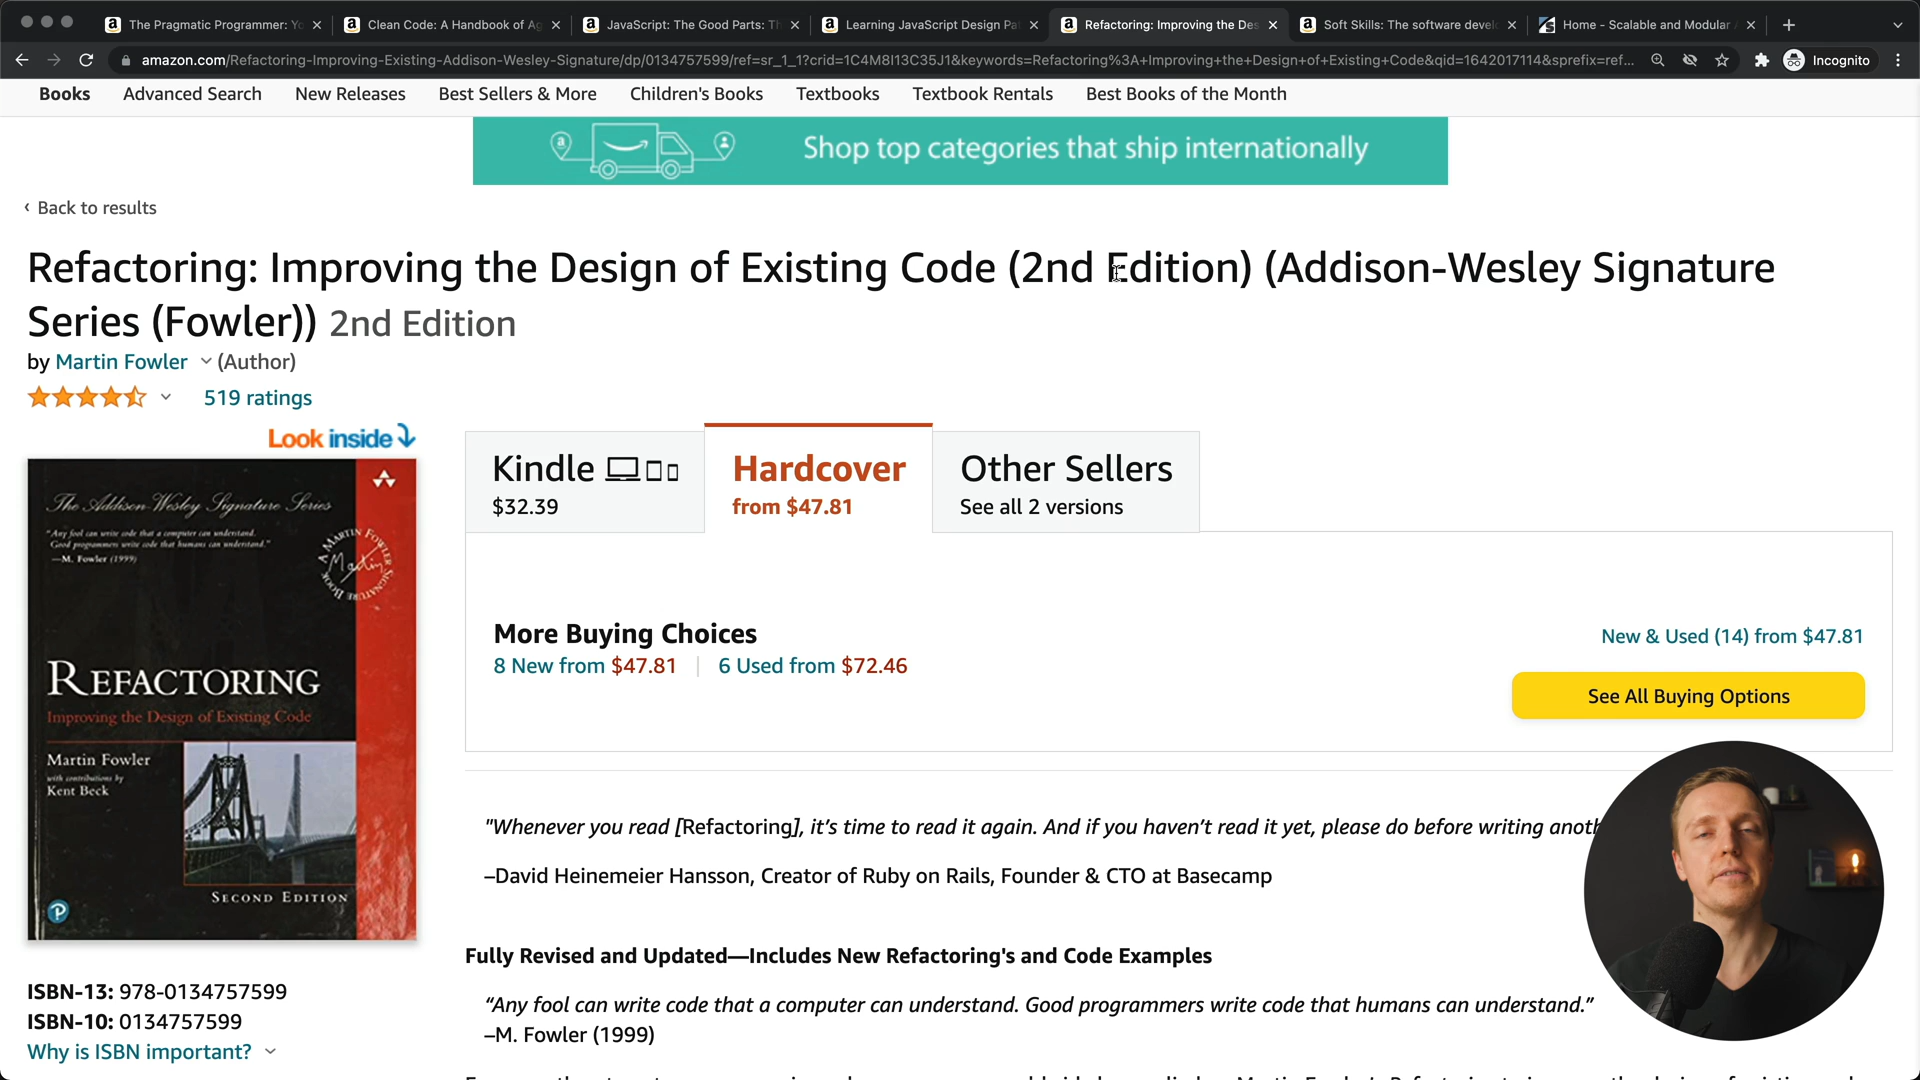 The Pragmatic Programmer: Yo
Clean Code: A Handbook of Ag
JavaScript: The Good Parts: Th
Learning JavaScript Design Pa
Refactoring: Improving the Des
Soft Skills: The software develo
Home - Scalable and Modular A
amazon.com/Refactoring-Improving-Existing-Addison-Wesley-Signature/dp/0134757599/ref=sr_1_1?crid=1C4M8I13C35J1&keywords=Refactoring%3A+Improving+the+Design+of+Existing+Code&qid=1642017114&sprefix=ref...
Incognito
Books Advanced Search New Releases Best Sellers & More Children's Books Textbooks Textbook Rentals Best Books of the Month
Shop top categories that ship internationally
‹ Back to results
Refactoring: Improving the Design of Existing Code (2nd Edition) (Addison-Wesley Signature
Series (Fowler)) 2nd Edition
by Martin Fowler (Author)
519 ratings
Look inside
The Addison-Wesley Signature Series
"Any fool can write code that a computer can understand.
Good programmers write code that humans can understand."
—M. Fowler (1999)
A MARTIN FOWLER SIGNATURE BOOK
Martin
REFACTORING
Improving the Design of Existing Code
Martin Fowler
with contributions by
Kent Beck
SECOND EDITION
P
Kindle
$32.39
Hardcover
from $47.81
Other Sellers
See all 2 versions
More Buying Choices
8 New from $47.81 | 6 Used from $72.46
New & Used (14) from $47.81
See All Buying Options
"Whenever you read [Refactoring], it's time to read it again. And if you haven't read it yet, please do before writing anoth
–David Heinemeier Hansson, Creator of Ruby on Rails, Founder & CTO at Basecamp
Fully Revised and Updated—Includes New Refactoring's and Code Examples
“Any fool can write code that a computer can understand. Good programmers write code that humans can understand.”
–M. Fowler (1999)
ISBN-13: 978-0134757599
ISBN-10: 0134757599
Why is ISBN important?